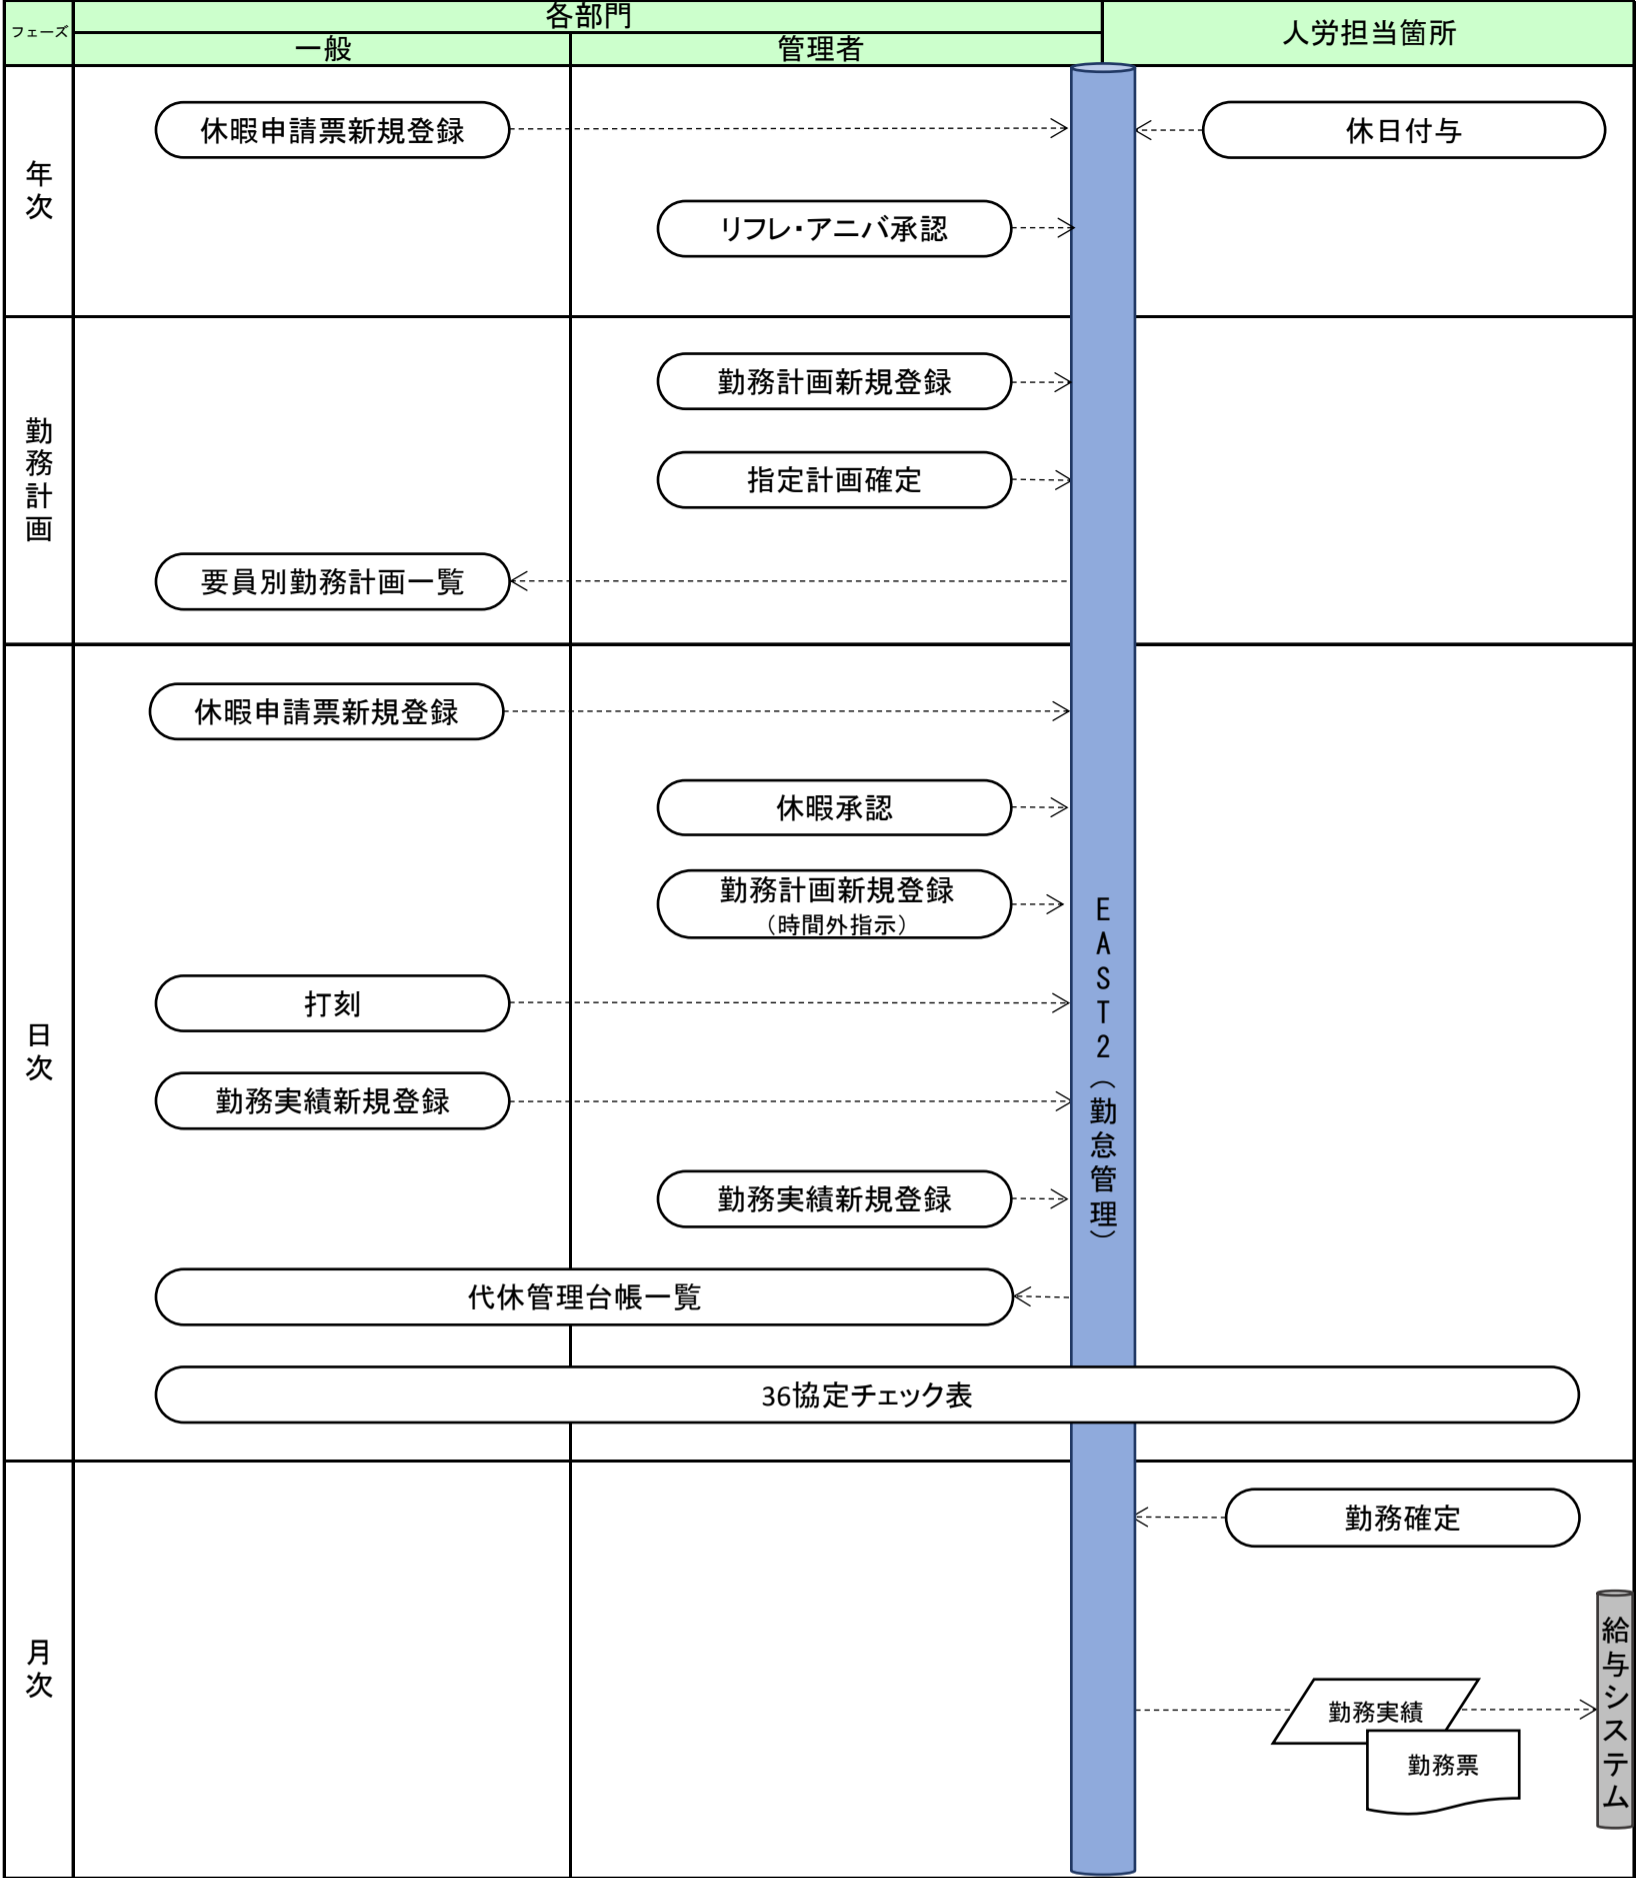 フェーズ
各部門
人労担当箇所
一般
管理者
年次
休暇申請票新規登録
休日付与
リフレ・アニバ承認
勤務計画
勤務計画新規登録
指定計画確定
要員別勤務計画一覧
日次
休暇申請票新規登録
休暇承認
勤務計画新規登録
（時間外指示）
打刻
勤務実績新規登録
勤務実績新規登録
代休管理台帳一覧
36協定チェック表
EAST2（勤怠管理）
月次
勤務確定
勤務実績
勤務票
給与システム